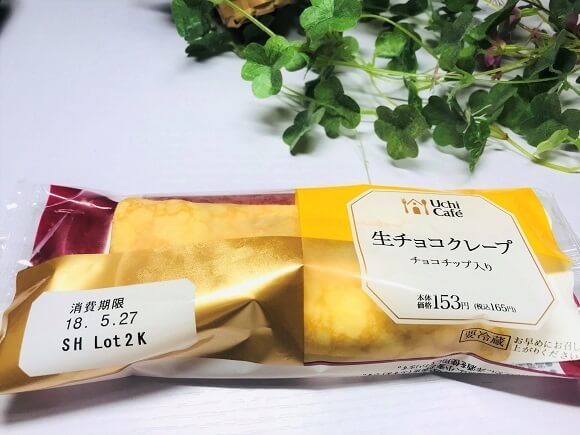 Uchi
Café
生チョコクレープ
チョコチップ入り
本体
価格 153円 (税込165円)
要冷蔵
お早めにお召し
上がりください
消費期限
18. 5.27
SH Lot2K